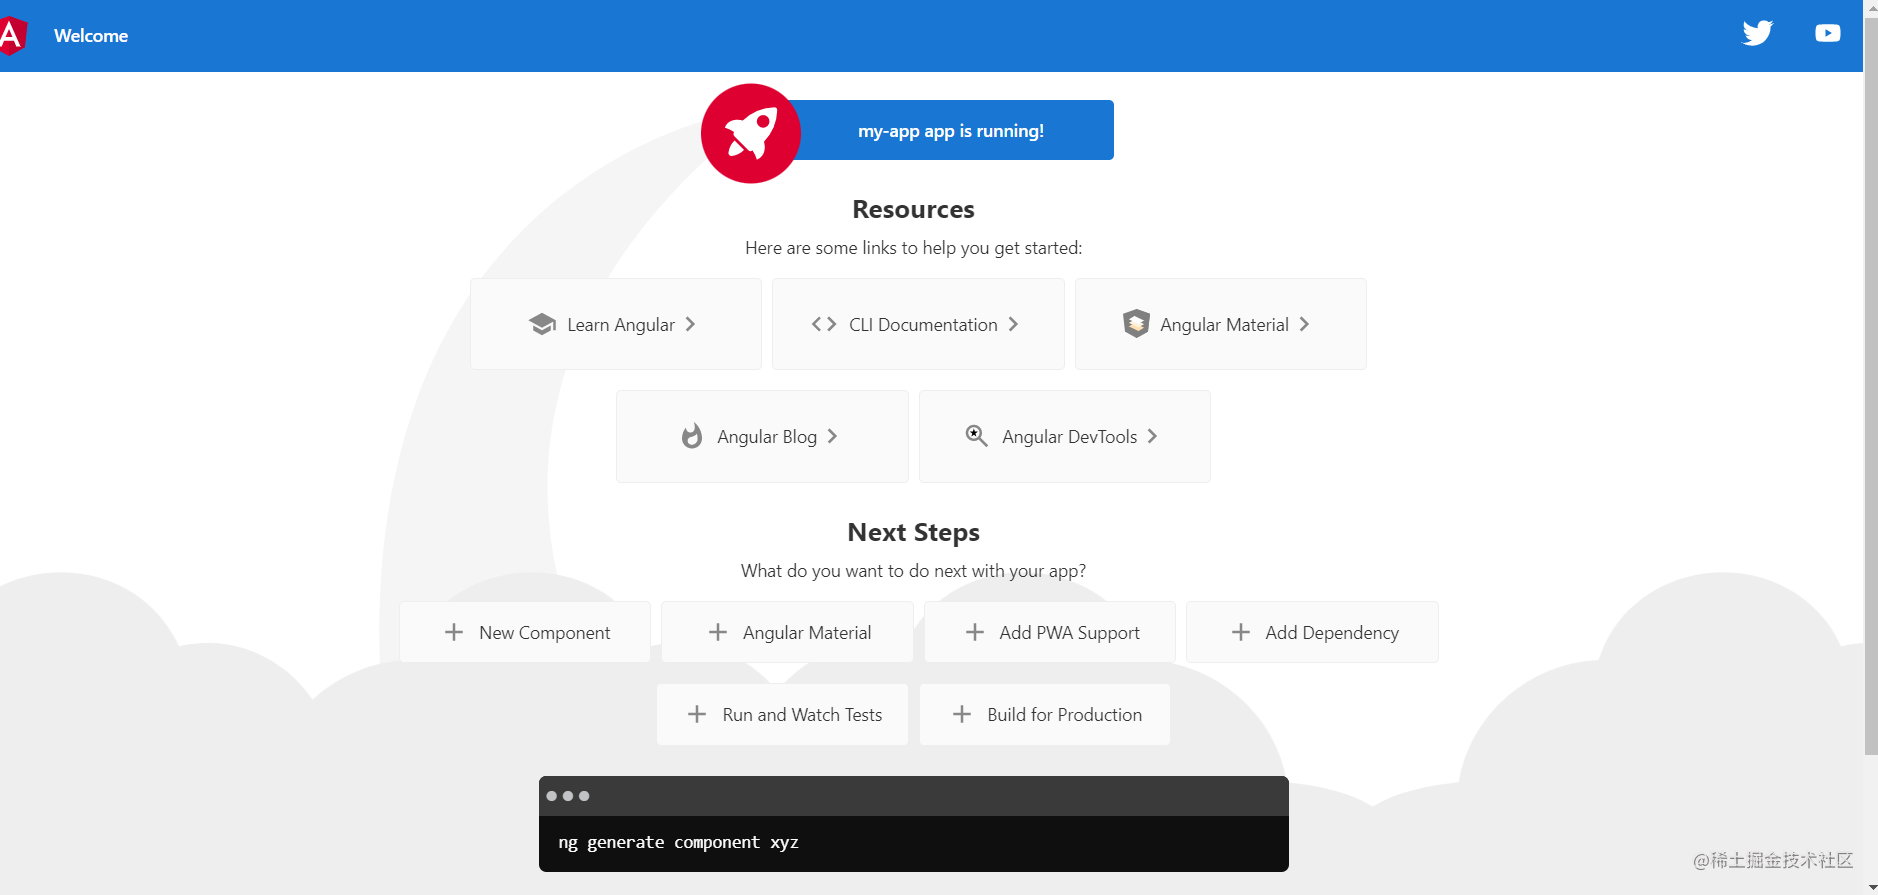 A
Welcome
my-app app is running!
Resources
Here are some links to help you get started:
Learn Angular
CLI Documentation
Angular Material
Angular Blog
Angular DevTools
Next Steps
What do you want to do next with your app?
New Component
Angular Material
Add PWA Support
Add Dependency
Run and Watch Tests
Build for Production
ng generate component xyz
@稀土掘金技术社区